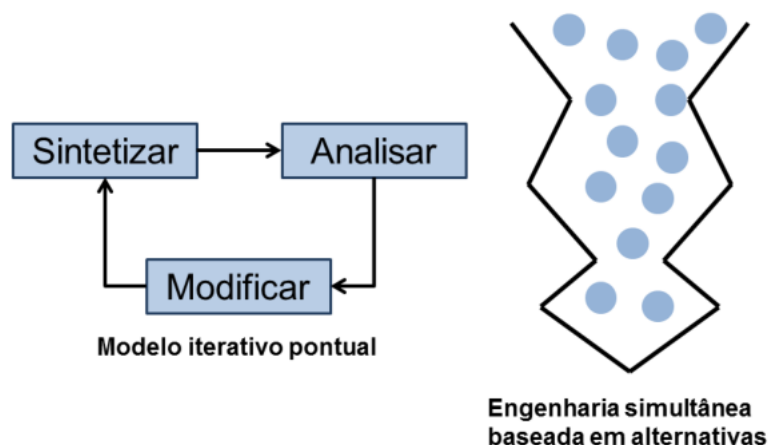 Sintetizar
Analisar
Modificar
Modelo iterativo pontual
Engenharia simultânea
baseada em alternativas